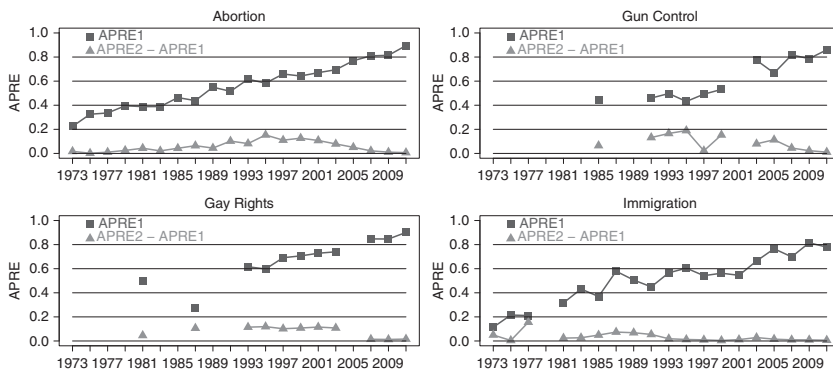 Abortion
1.0
0.8
0.6
0.4
0.2
0.0
APRE
APRE1
APRE2 – APRE1
1973 1977 1981 1985 1989 1993 1997 2001 2005 2009
Gun Control
1.0
0.8
0.6
0.4
0.2
0.0
APRE
APRE1
APRE2 – APRE1
1973 1977 1981 1985 1989 1993 1997 2001 2005 2009
Gay Rights
1.0
0.8
0.6
0.4
0.2
0.0
APRE
APRE1
APRE2 – APRE1
1973 1977 1981 1985 1989 1993 1997 2001 2005 2009
Immigration
1.0
0.8
0.6
0.4
0.2
0.0
APRE
APRE1
APRE2 – APRE1
1973 1977 1981 1985 1989 1993 1997 2001 2005 2009